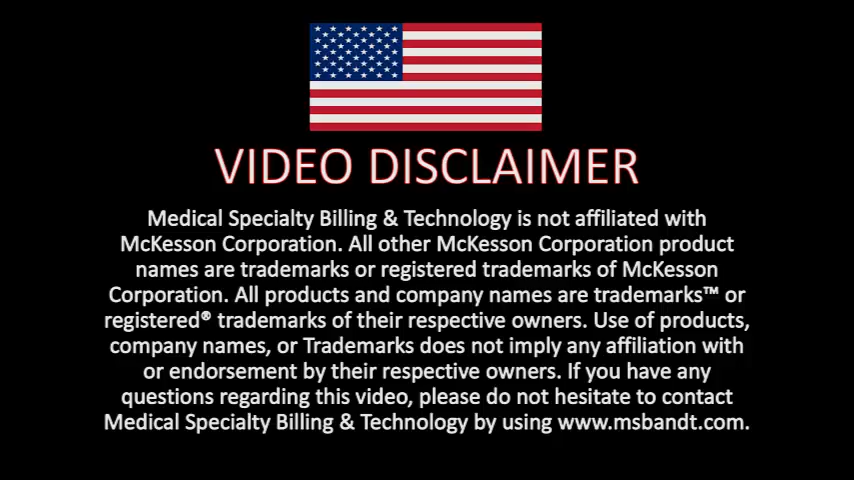 VIDEO DISCLAIMER
Medical Specialty Billing & Technology is not affiliated with
McKesson Corporation. All other McKesson Corporation product
names are trademarks or registered trademarks of McKesson
Corporation. All products and company names are trademarks™ or
registered® trademarks of their respective owners. Use of products,
company names, or Trademarks does not imply any affiliation with
or endorsement by their respective owners. If you have any
questions regarding this video, please do not hesitate to contact
Medical Specialty Billing & Technology by using www.msbandt.com.